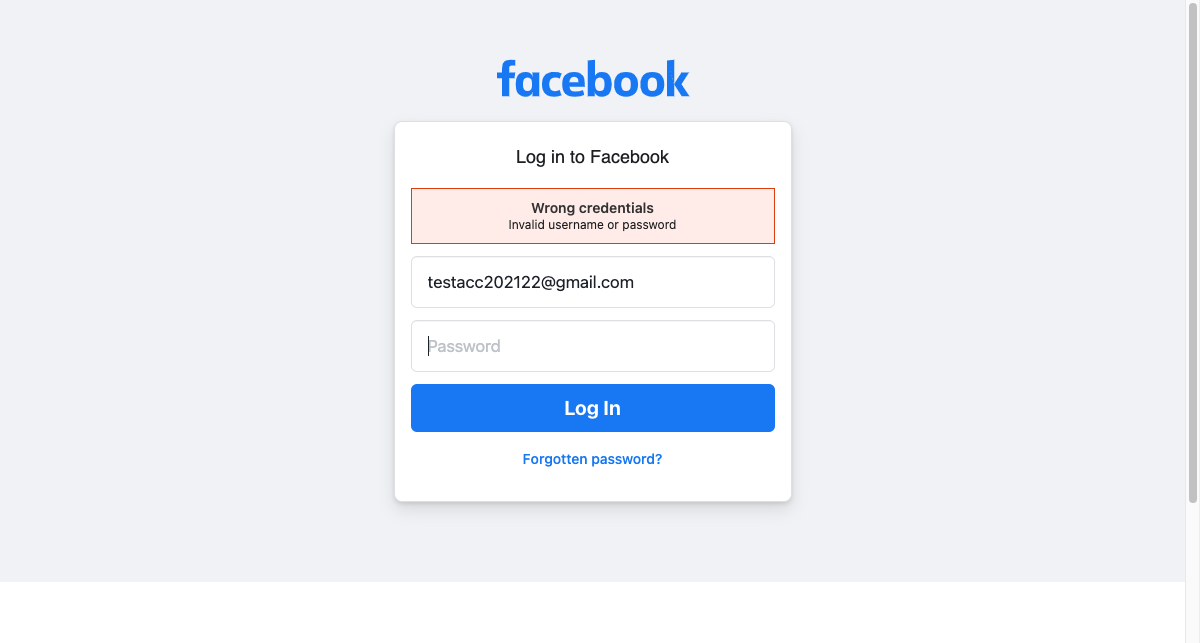 facebook
Log in to Facebook
Wrong credentials
Invalid username or password
testacc202122@gmail.com
Password
Log In
Forgotten password?